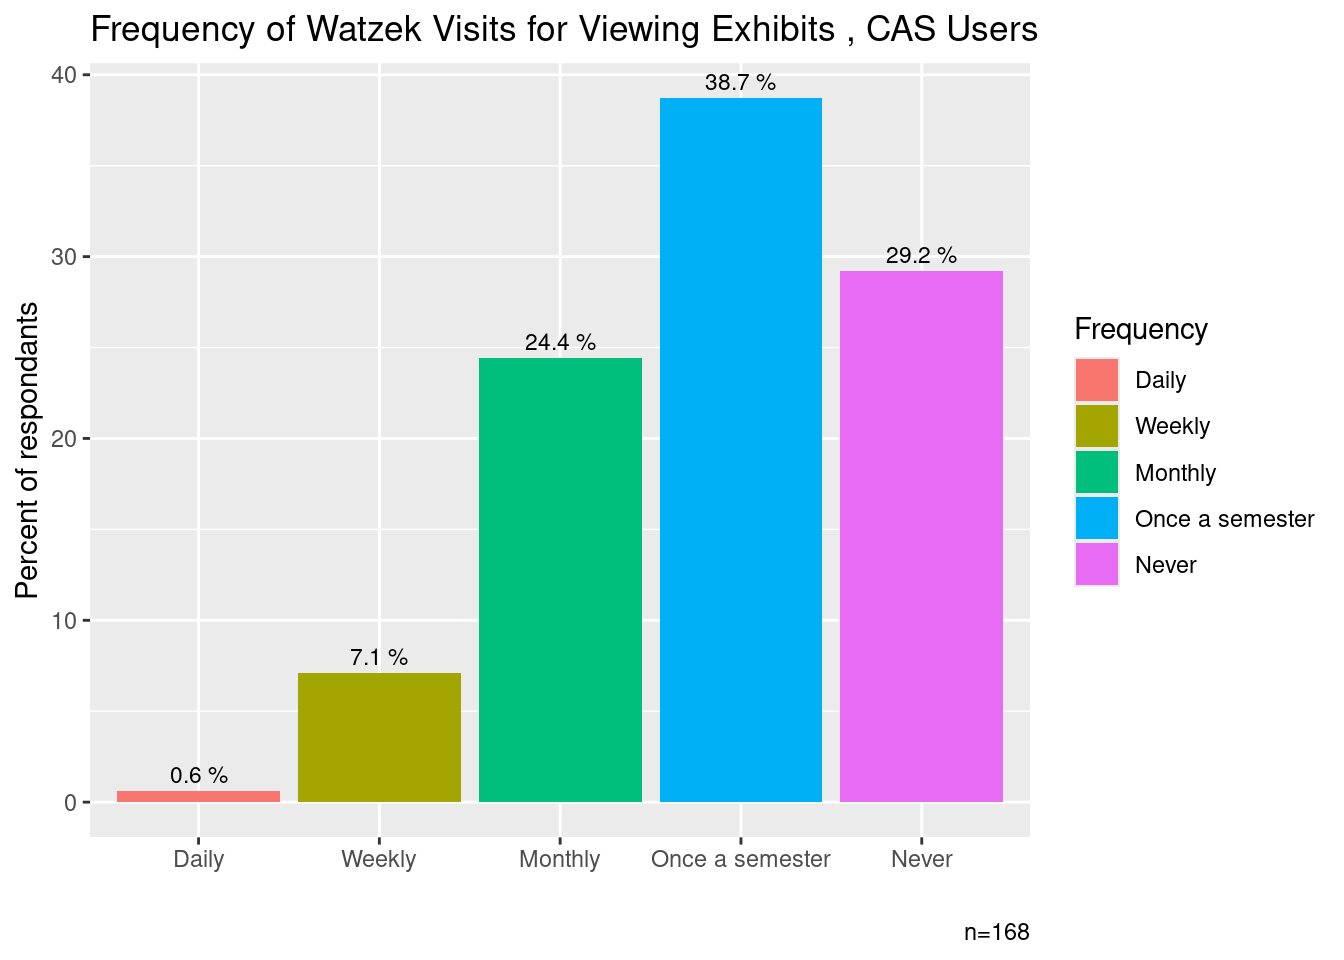 Frequency of Watzek Visits for Viewing Exhibits , CAS Users
Percent of respondants
40
30
20
10
0
0.6 %
7.1 %
24.4 %
38.7 %
29.2 %
Daily
Weekly
Monthly
Once a semester
Never
Frequency
Daily
Weekly
Monthly
Once a semester
Never
n=168